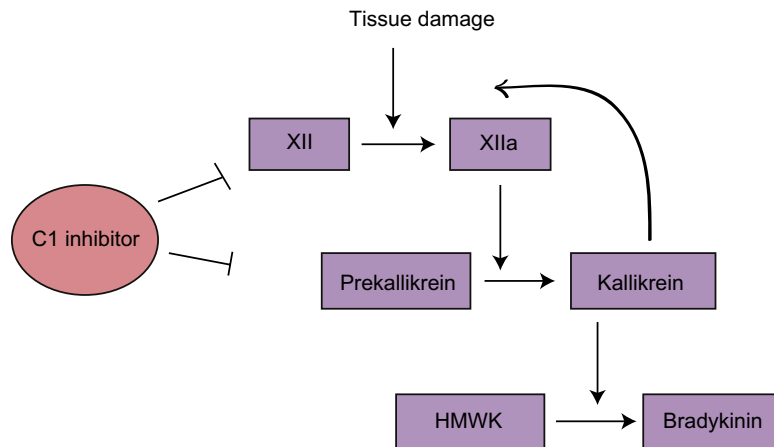 Tissue damage
XII
XIIa
C1 inhibitor
Prekallikrein
Kallikrein
HMWK
Bradykinin